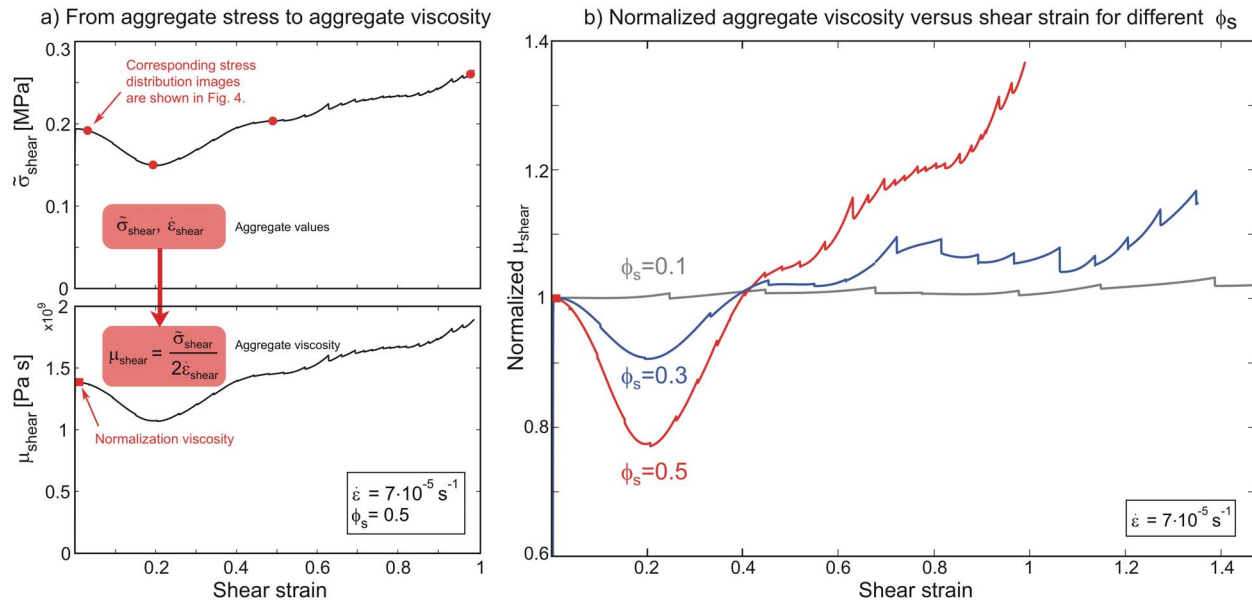 a) From aggregate stress to aggregate viscosity
0.3
0.2
0.1
0
σ̃shear [MPa]
Corresponding stress
distribution images
are shown in Fig. 4.
σ̃shear, ε̇shear
Aggregate values
x10⁹
2
1.5
1
0.5
0
μshear [Pa s]
μshear = σ̃shear / 2ε̇shear
Aggregate viscosity
Normalization viscosity
ε̇ = 7·10⁻⁵ s⁻¹
ϕs = 0.5
0.2 0.4 0.6 0.8 1
Shear strain
b) Normalized aggregate viscosity versus shear strain for different ϕs
1.4
1.2
1
0.8
0.6
Normalized μshear
ϕs=0.1
ϕs=0.3
ϕs=0.5
ε̇ = 7·10⁻⁵ s⁻¹
0 0.2 0.4 0.6 0.8 1 1.2 1.4
Shear strain